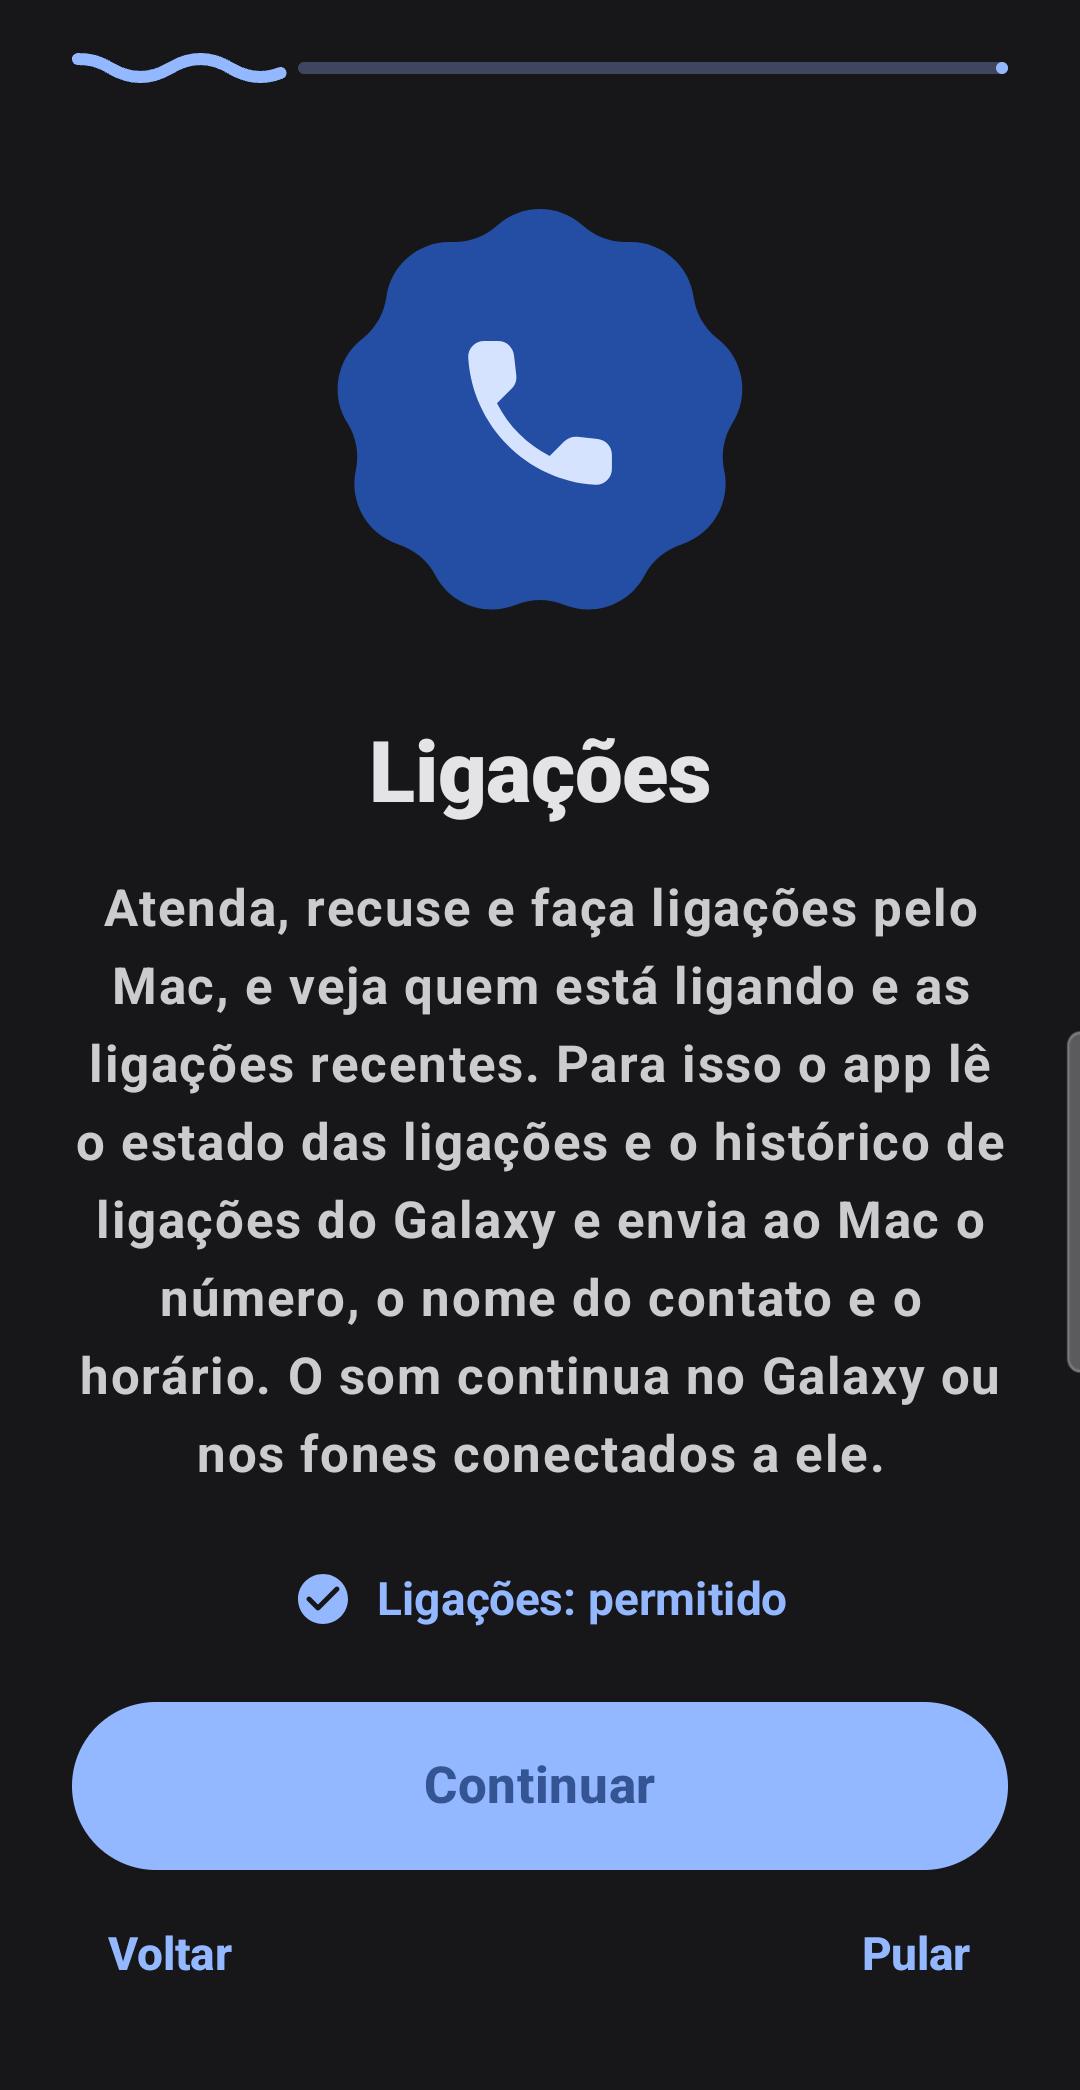 Ligações
Atenda, recuse e faça ligações pelo
Mac, e veja quem está ligando e as
ligações recentes. Para isso o app lê
o estado das ligações e o histórico de
ligações do Galaxy e envia ao Mac o
número, o nome do contato e o
horário. O som continua no Galaxy ou
nos fones conectados a ele.
Ligações: permitido
Continuar
Voltar
Pular